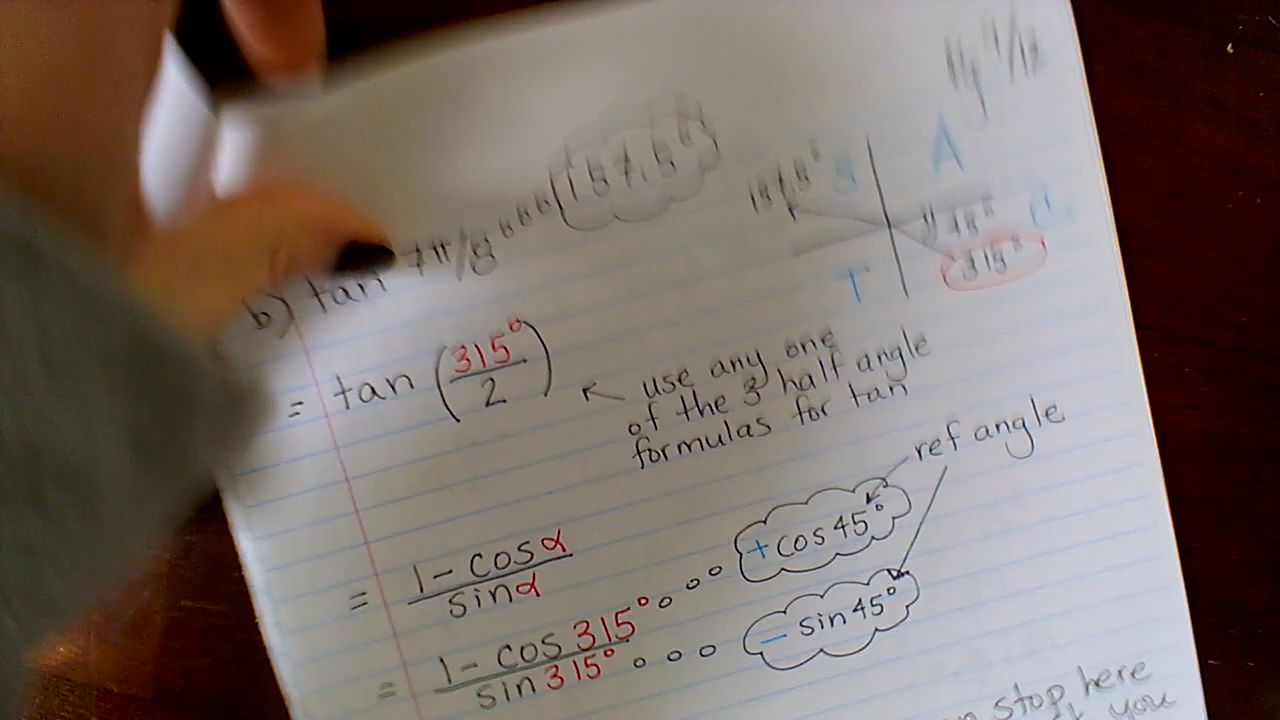 b) tan 7π/8 (157.5°)
S A
T 45°
315°
= tan (315°/2)
use any one
of the 3 half angle
formulas for tan
ref angle
= 1 - cos α / sin α
+ cos 45°
= 1 - cos 315° / sin 315°
- sin 45°
stop here
you